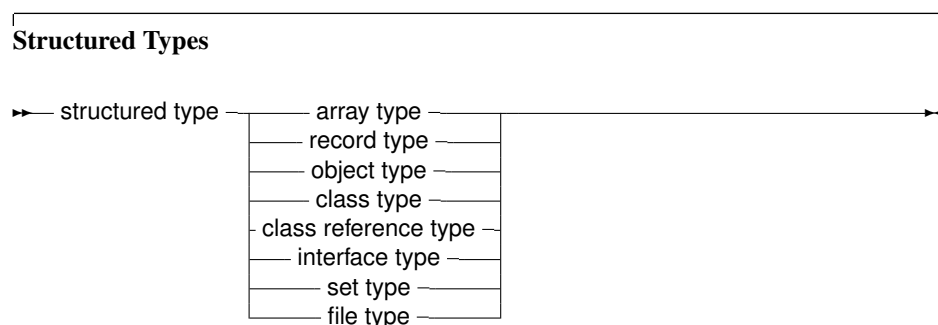 Structured Types
structured type array type
record type
object type
class type
class reference type
interface type
set type
file type